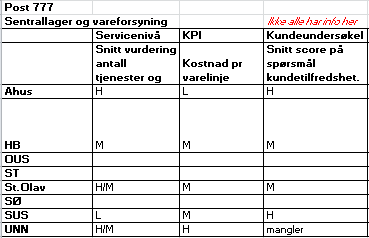 Post 777
Sentrallager og vareforsyning Ikke alle har info her
Servicenivå KPI Kundeundersøkel
Snitt vurdering antall tjenester og Kostnad pr varelinje Snitt score på spørsmål kundetilfredshet.
Ahus H L H
HB M M M
OUS
ST
St.Olav H/M M M
SØ
SUS L M H
UNN H/M H mangler